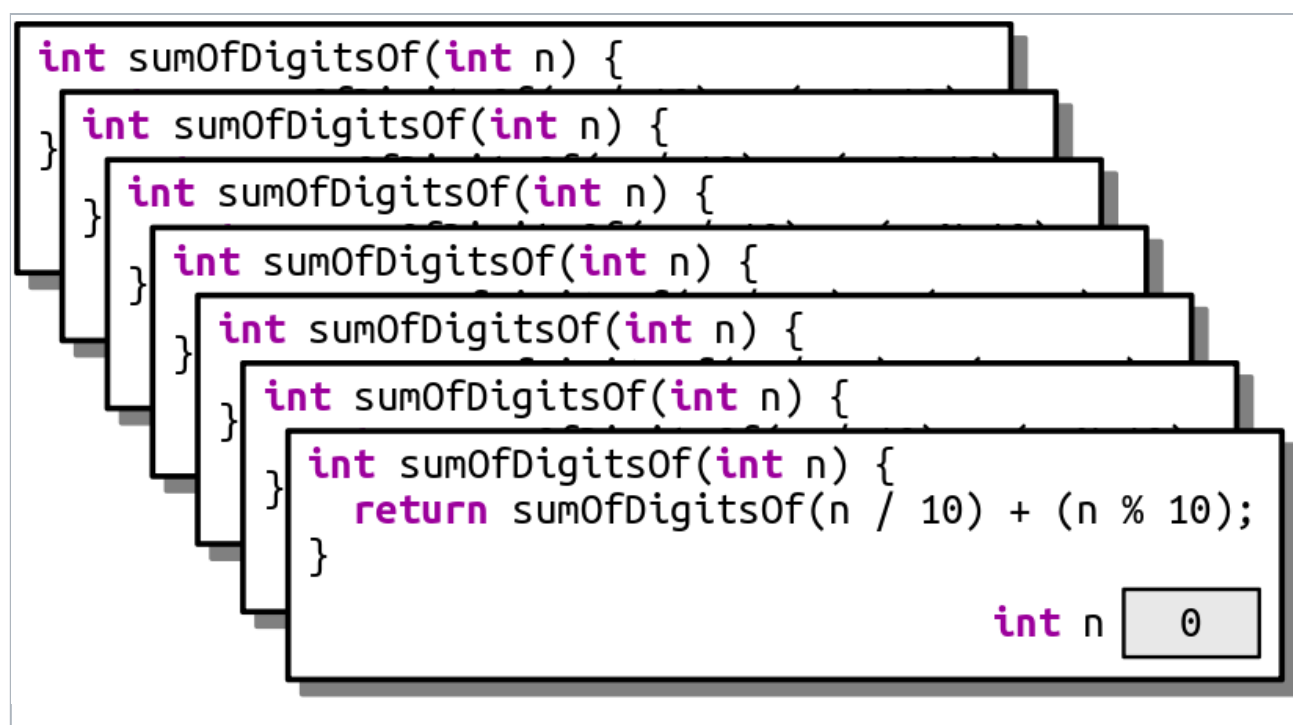 int sumOfDigitsOf(int n) {
}
int sumOfDigitsOf(int n) {
}
int sumOfDigitsOf(int n) {
}
int sumOfDigitsOf(int n) {
}
int sumOfDigitsOf(int n) {
}
int sumOfDigitsOf(int n) {
}
int sumOfDigitsOf(int n) {
return sumOfDigitsOf(n / 10) + (n % 10);
}
int n 0